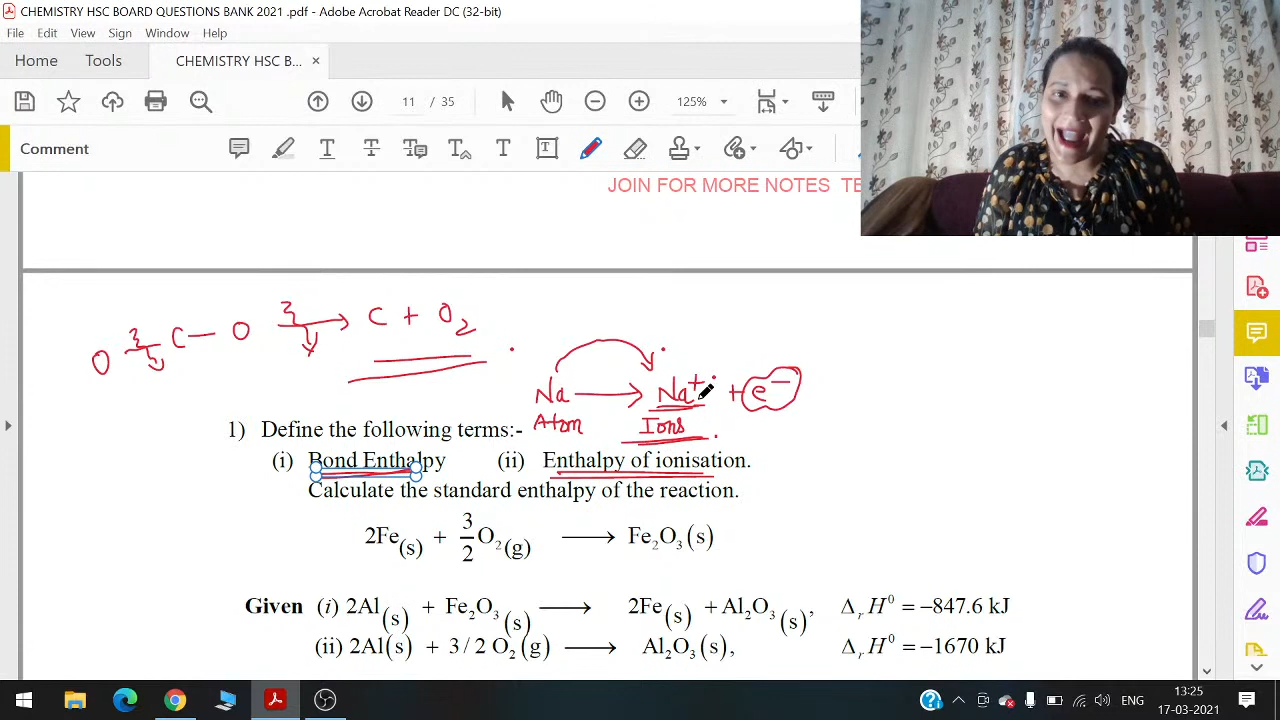 CHEMISTRY HSC BOARD QUESTIONS BANK 2021 .pdf - Adobe Acrobat Reader DC (32-bit)
File Edit View Sign Window Help
Home Tools CHEMISTRY HSC B... ×
11 / 35 125%
Comment
JOIN FOR MORE NOTES TE
O C — O → C + O2
Na → Na+ + e−
Atom Ions
1) Define the following terms:-
(i) Bond Enthalpy (ii) Enthalpy of ionisation.
Calculate the standard enthalpy of the reaction.
2Fe(s) + 3/2 O2(g) ⟶ Fe2O3(s)
Given (i) 2Al(s) + Fe2O3(s) ⟶ 2Fe(s) + Al2O3(s), ΔrH⁰ = −847.6 kJ
(ii) 2Al(s) + 3/2 O2(g) ⟶ Al2O3(s), ΔrH⁰ = −1670 kJ
ENG 13:25
17-03-2021